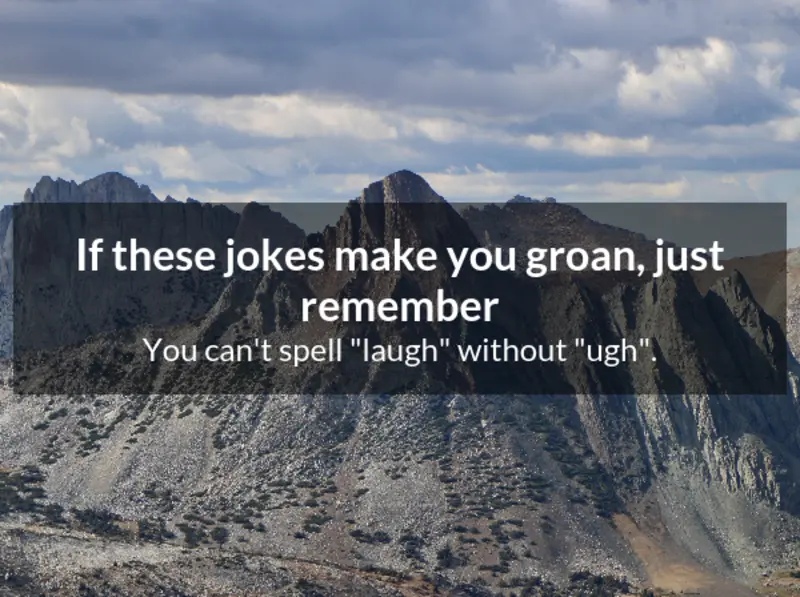 If these jokes make you groan, just
remember
You can't spell "laugh" without "ugh".